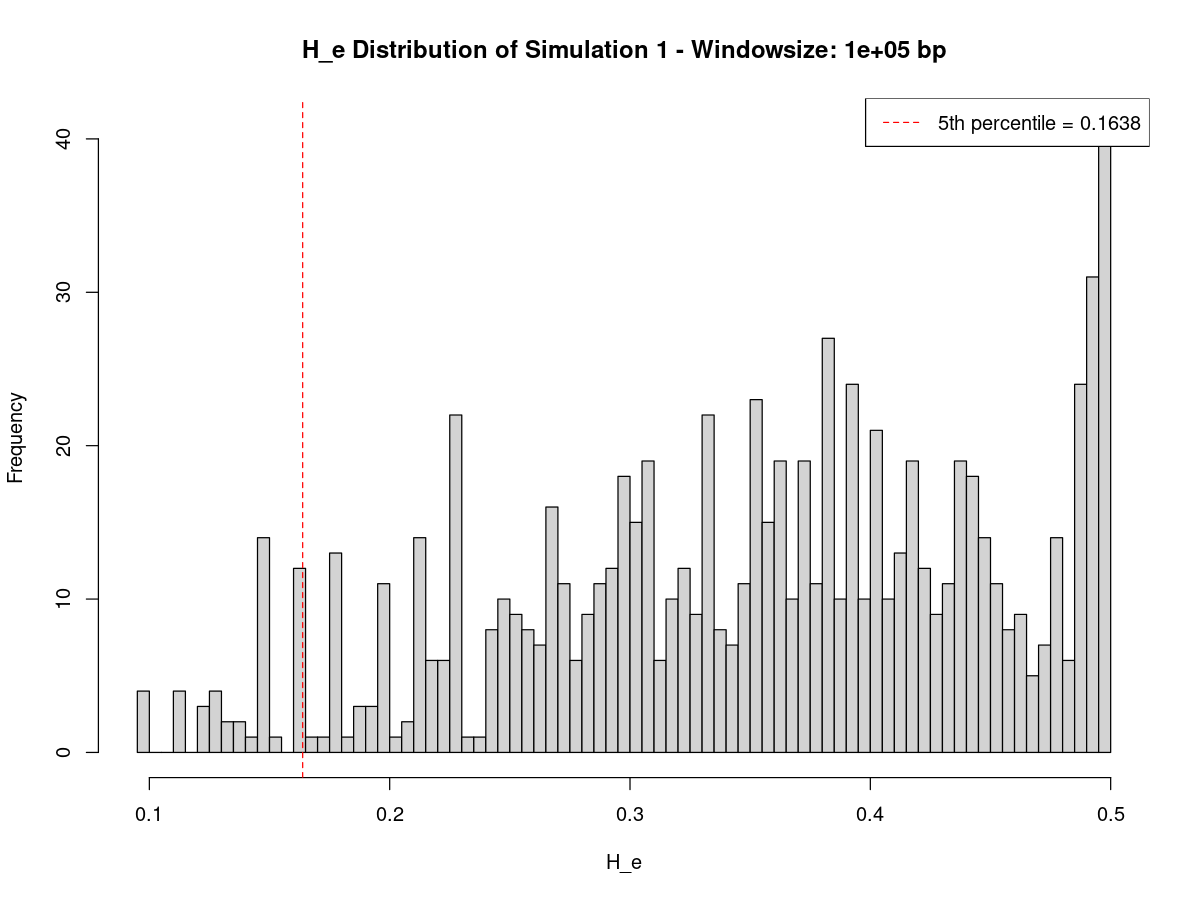 H_e Distribution of Simulation 1 - Windowsize: 1e+05 bp
5th percentile = 0.1638
Frequency
40
30
20
10
0
0.1 0.2 0.3 0.4 0.5
H_e